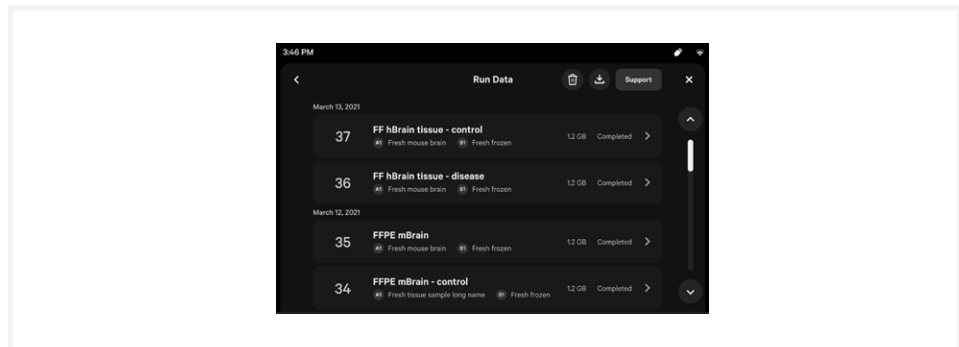 3:46 PM
Run Data
Support
March 13, 2021
37
FF hBrain tissue - control
A1 Fresh mouse brain B1 Fresh frozen
1.2 GB Completed
36
FF hBrain tissue - disease
A1 Fresh mouse brain B1 Fresh frozen
1.2 GB Completed
March 12, 2021
35
FFPE mBrain
A1 Fresh mouse brain B1 Fresh frozen
1.2 GB Completed
34
FFPE mBrain - control
A1 Fresh tissue sample long name B1 Fresh frozen
1.2 GB Completed